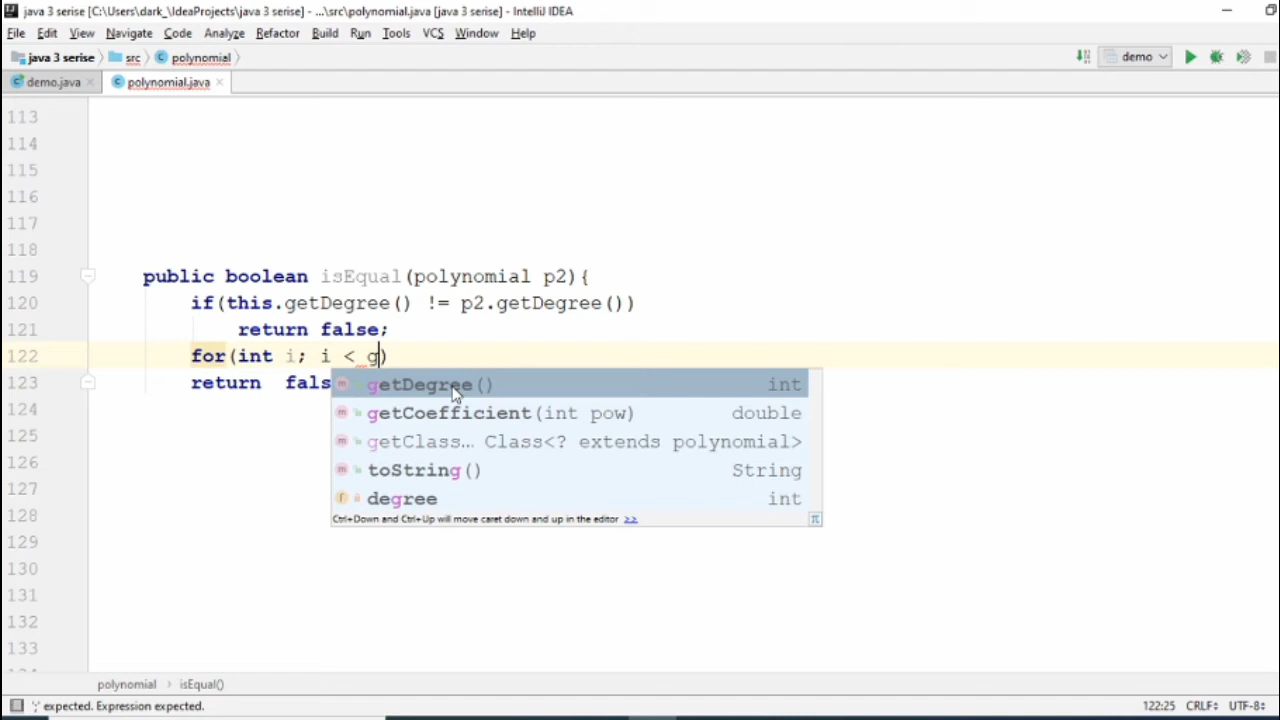 java 3 serise [C:\Users\dark_\IdeaProjects\java 3 serise] - ...\src\polynomial.java [java 3 serise] - IntelliJ IDEA
File Edit View Navigate Code Analyze Refactor Build Run Tools VCS Window Help
java 3 serise src polynomial demo
demo.java polynomial.java
113
114
115
116
117
118
119 public boolean isEqual(polynomial p2){
120 if(this.getDegree() != p2.getDegree())
121 return false;
122 for(int i; i < g)
123 return fals
getDegree() int
124
getCoefficient(int pow) double
125
getClass… Class<? extends polynomial>
126
toString() String
127
degree int
128
Ctrl+Down and Ctrl+Up will move caret down and up in the editor >>
π
129
130
131
132
133
polynomial › isEqual()
';' expected. Expression expected. 122:25 CRLF UTF-8